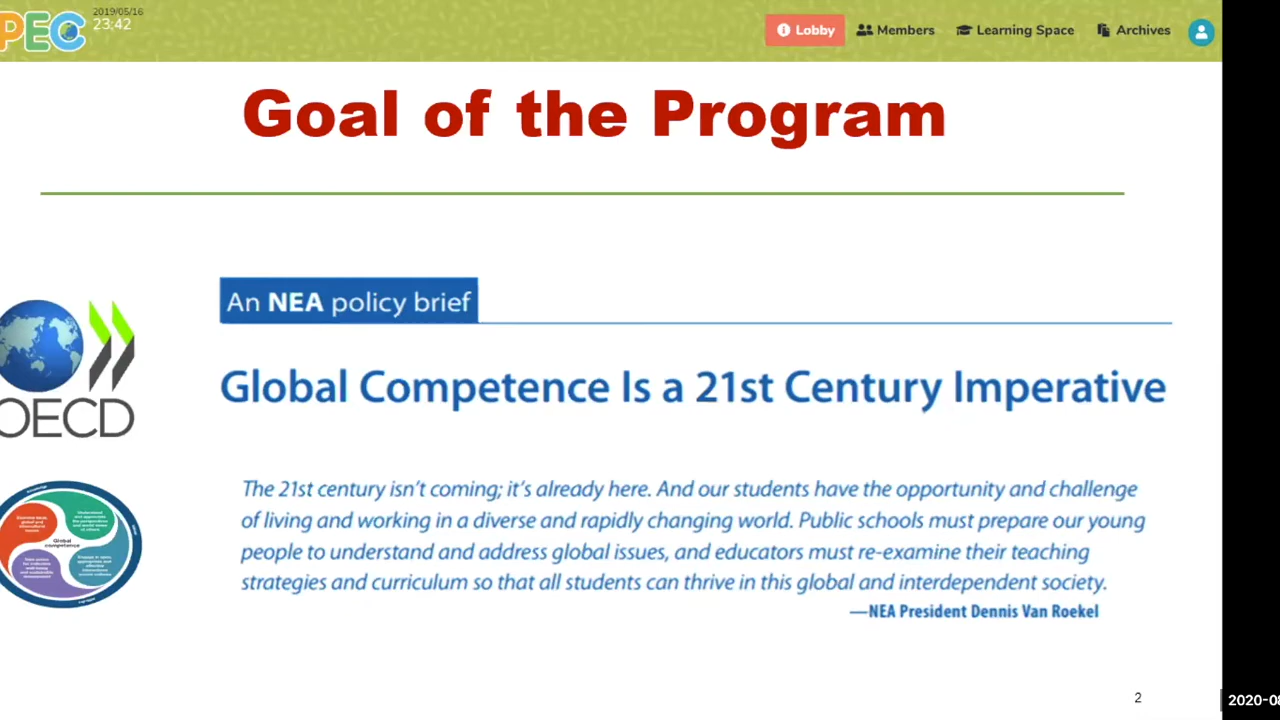 PEC
2019/05/16
23:42
Lobby
Members
Learning Space
Archives
Goal of the Program
An NEA policy brief
Global Competence Is a 21st Century Imperative
OECD
The 21st century isn't coming; it's already here. And our students have the opportunity and challenge
of living and working in a diverse and rapidly changing world. Public schools must prepare our young
people to understand and address global issues, and educators must re-examine their teaching
strategies and curriculum so that all students can thrive in this global and interdependent society.
—NEA President Dennis Van Roekel
Global
competence
2
2020-08